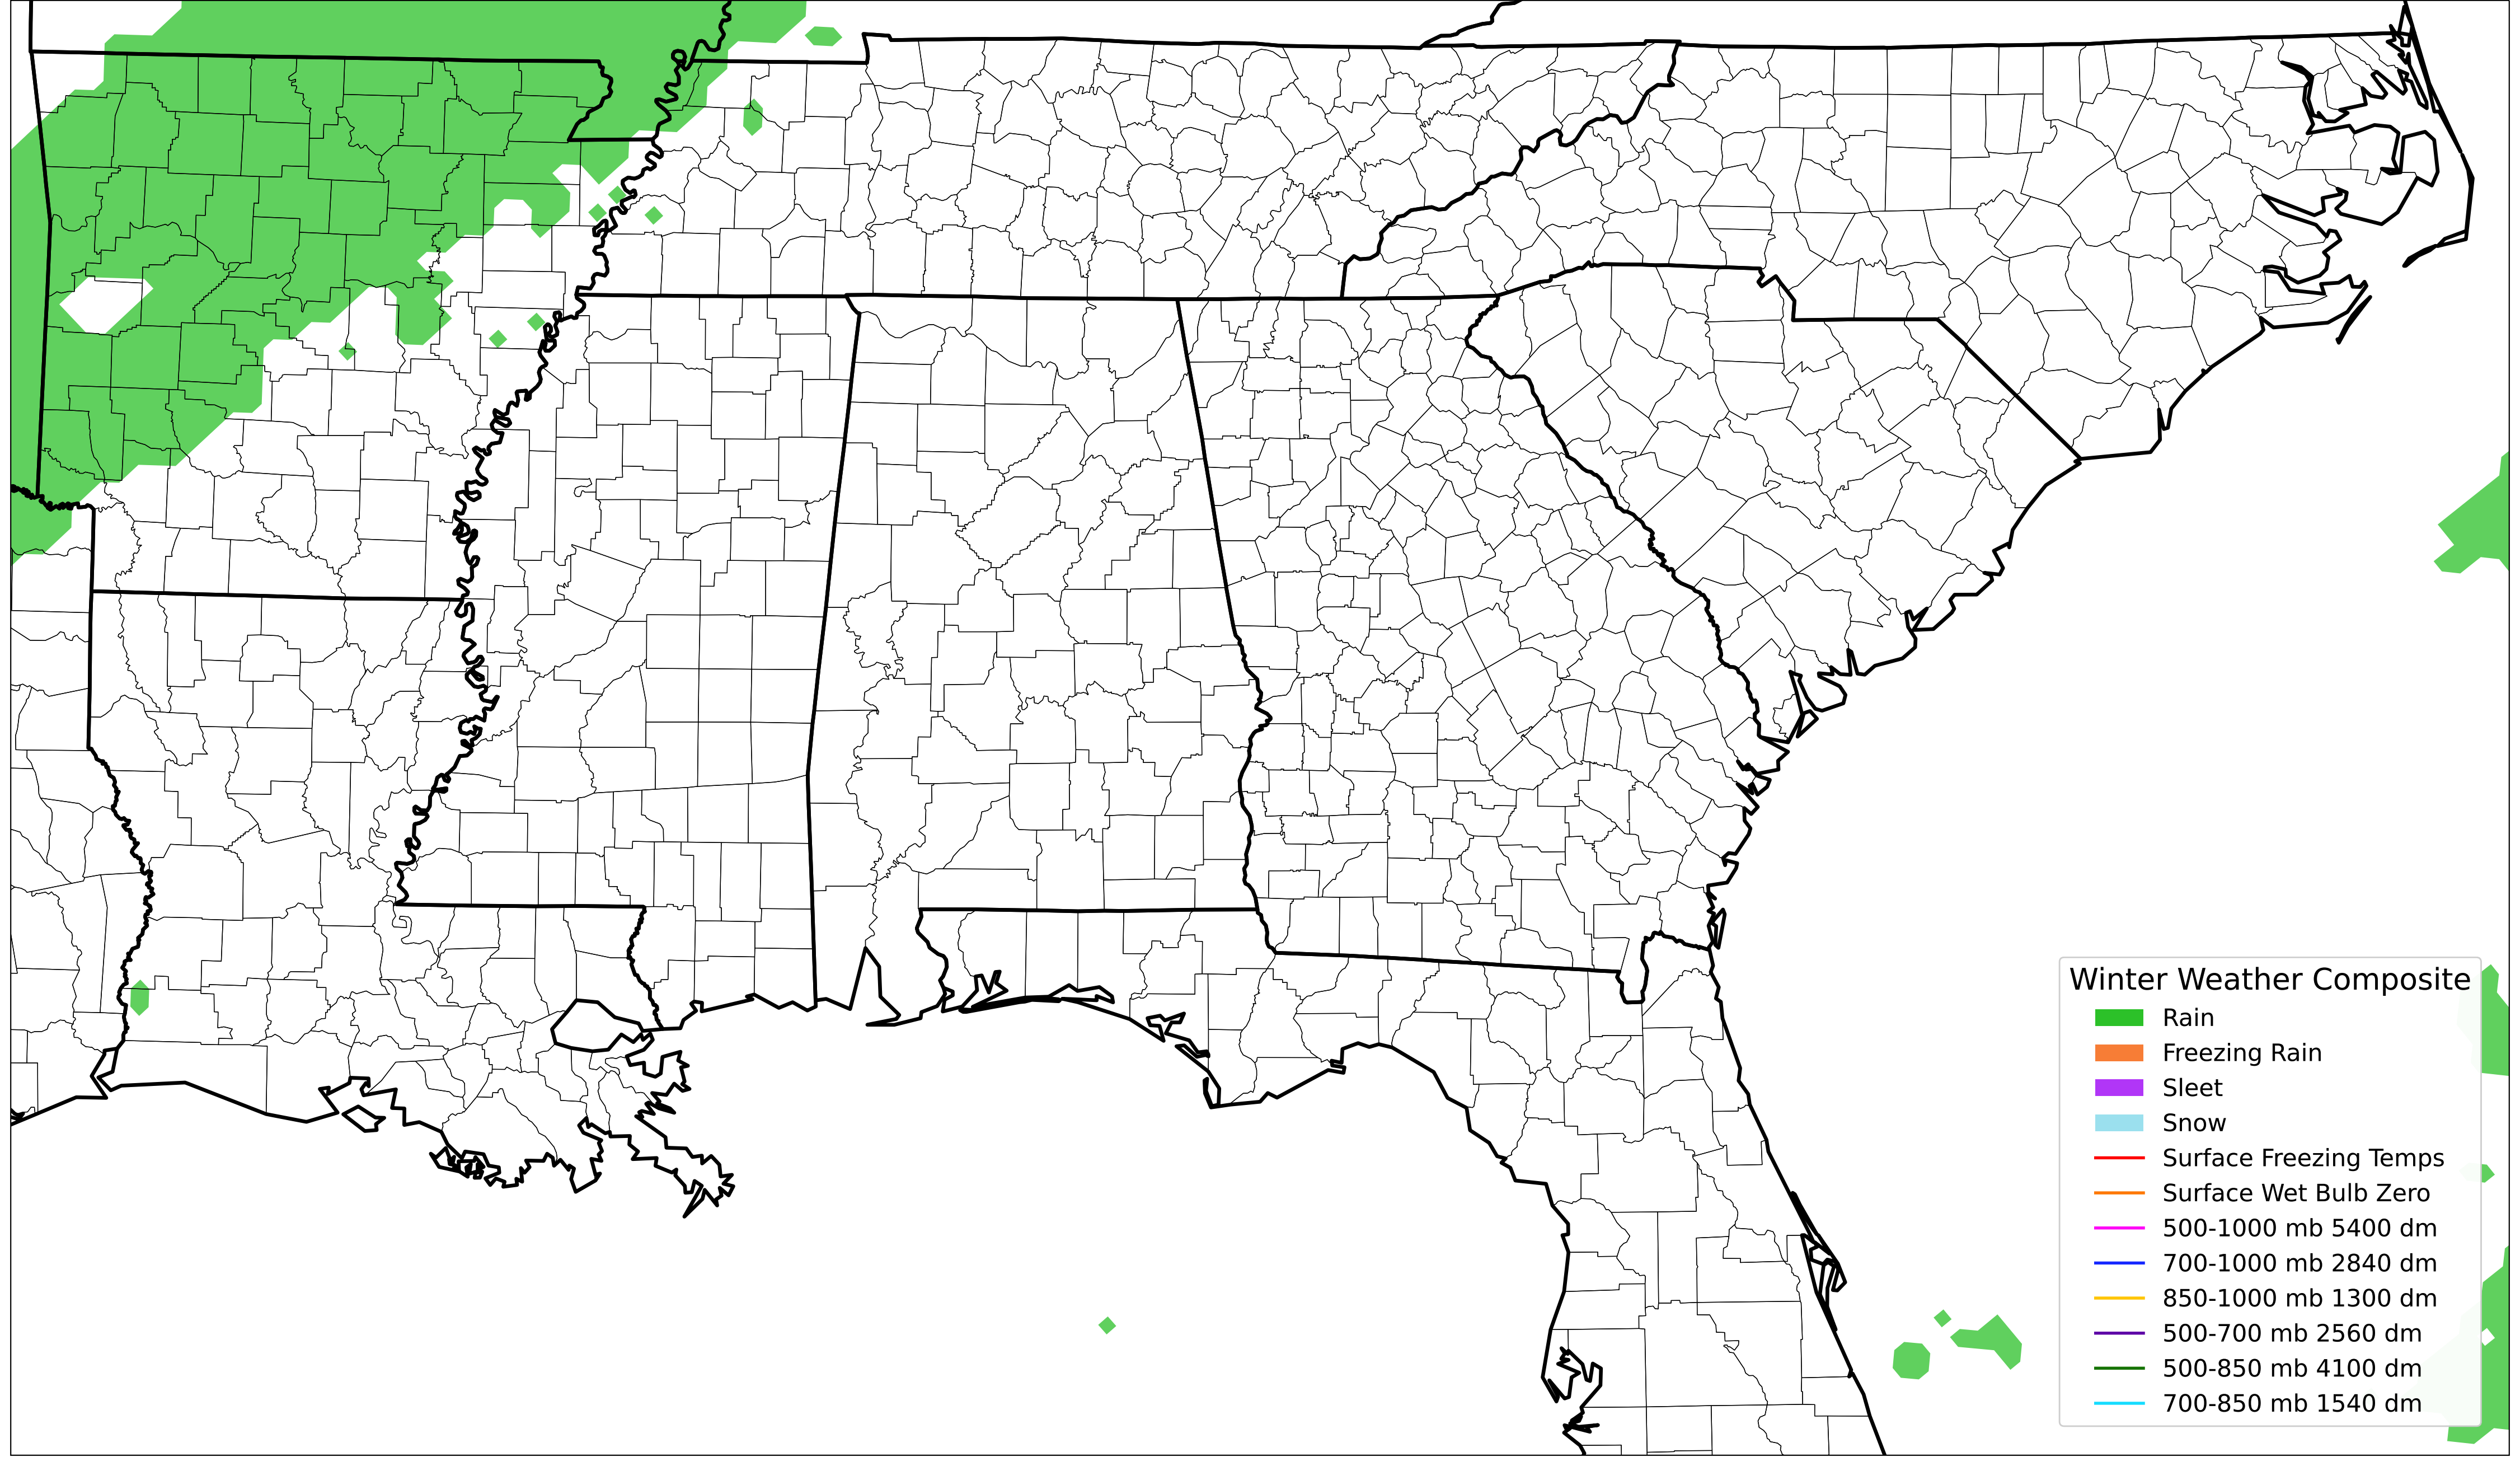 Winter Weather Composite
Rain
Freezing Rain
Sleet
Snow
Surface Freezing Temps
Surface Wet Bulb Zero
500-1000 mb 5400 dm
700-1000 mb 2840 dm
850-1000 mb 1300 dm
500-700 mb 2560 dm
500-850 mb 4100 dm
700-850 mb 1540 dm